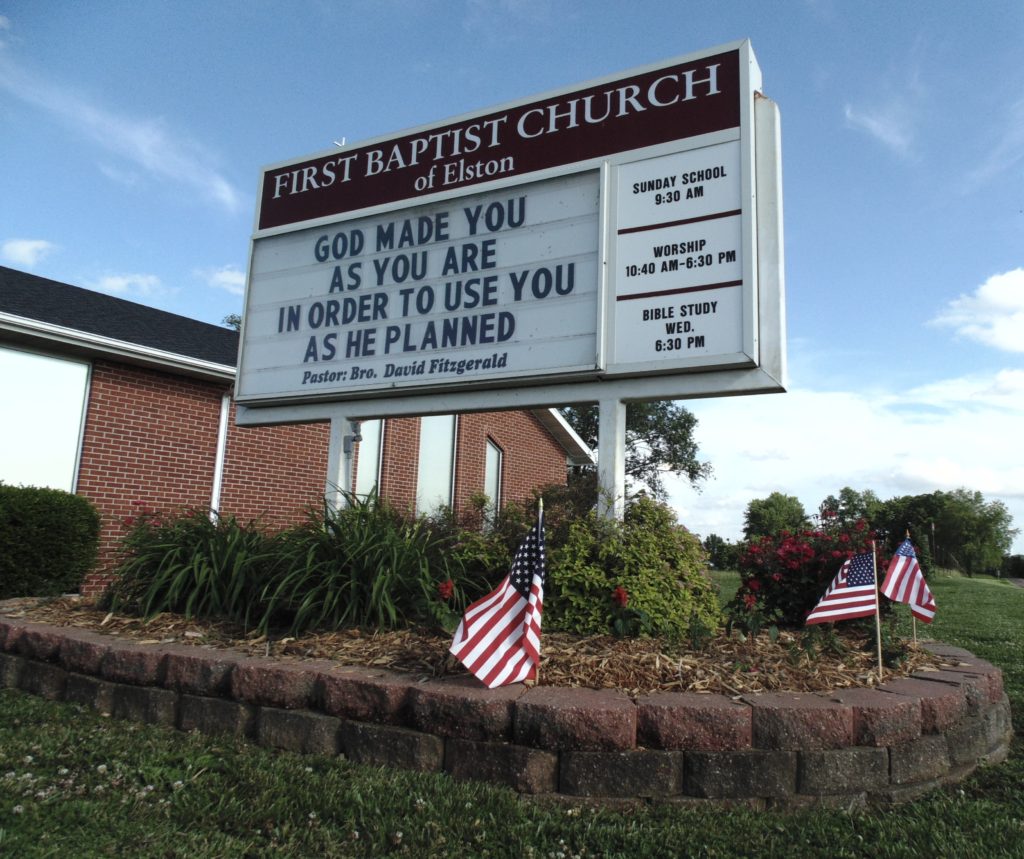 FIRST BAPTIST CHURCH
of Elston
GOD MADE YOU
AS YOU ARE
IN ORDER TO USE YOU
AS HE PLANNED
Pastor: Bro. David Fitzgerald
SUNDAY SCHOOL
9:30 AM
WORSHIP
10:40 AM-6:30 PM
BIBLE STUDY
WED.
6:30 PM